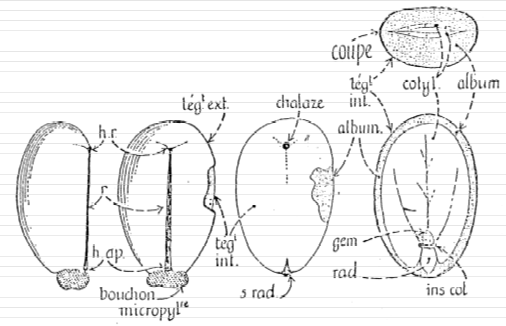 coupe
tég^t int.
cotyl.
album
h.r.
tég^t ext.
chalaze
album.
r.
h.ap.
bouchon
micropyl^re
tég^t
int.
s rad.
gem
rad
ins cot